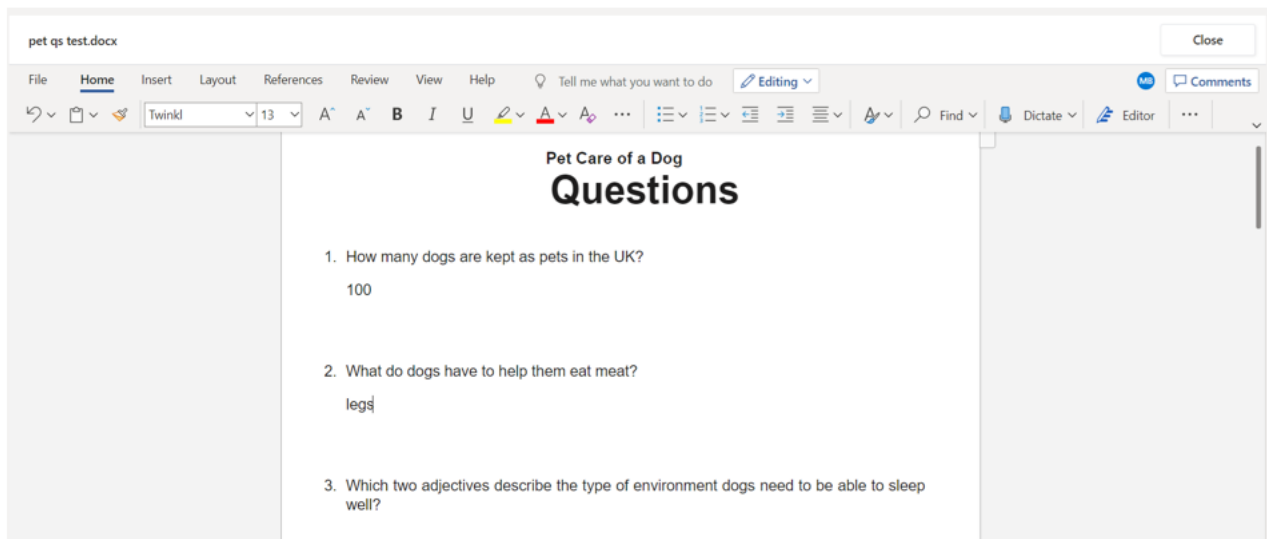 pet qs test.docx
Close
File Home Insert Layout References Review View Help Tell me what you want to do Editing MB Comments
Twinkl 13 A A B I U A A Find Dictate Editor
Pet Care of a Dog
Questions
1. How many dogs are kept as pets in the UK?
100
2. What do dogs have to help them eat meat?
legs
3. Which two adjectives describe the type of environment dogs need to be able to sleep
well?